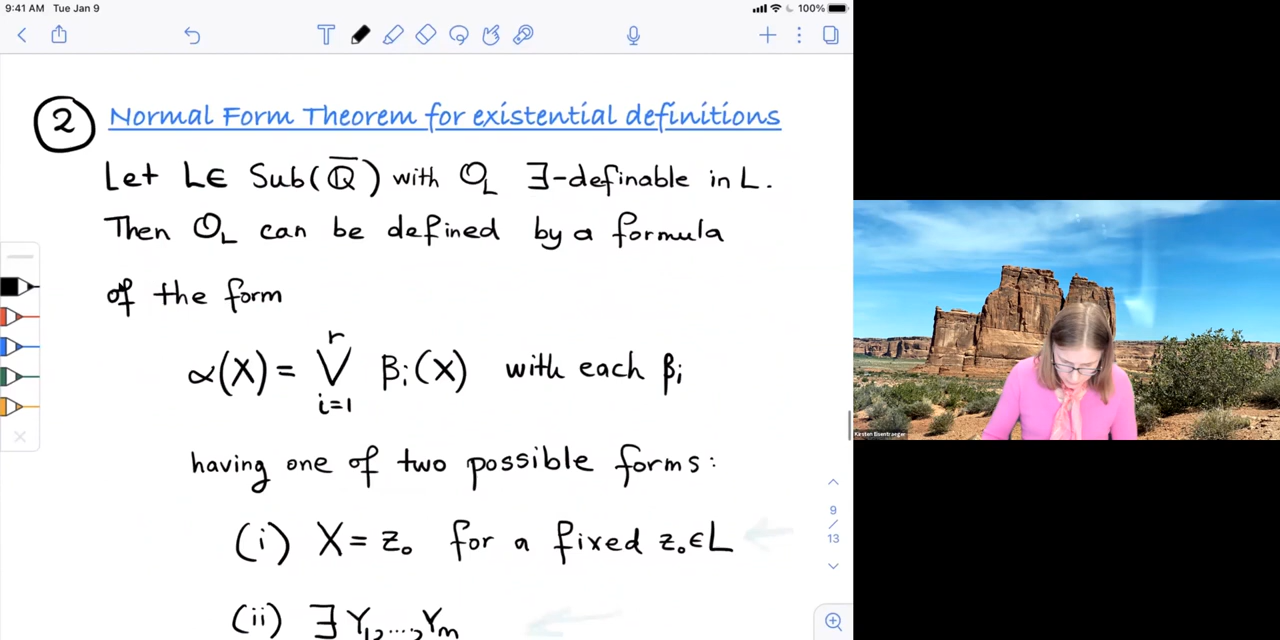 9:41 AM Tue Jan 9
100%
2 Normal Form Theorem for existential definitions
Let L∈ Sub(Q̅) with O_L ∃-definable in L.
Then O_L can be defined by a formula
of the form
α(X) = ⋁_{i=1}^{r} β_i(X) with each β_i
having one of two possible forms:
(i) X = z₀ for a fixed z₀∈L
(ii) ∃ Y₁,...,Y_m
9
/
13
Kirsten Eisentraeger